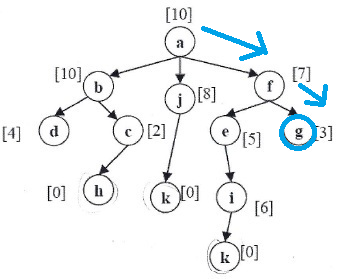 [10]
a
[10] b j [8] f [7]
[4] d c [2] e [5] g [3]
[0] h k [0] i [6]
k [0]